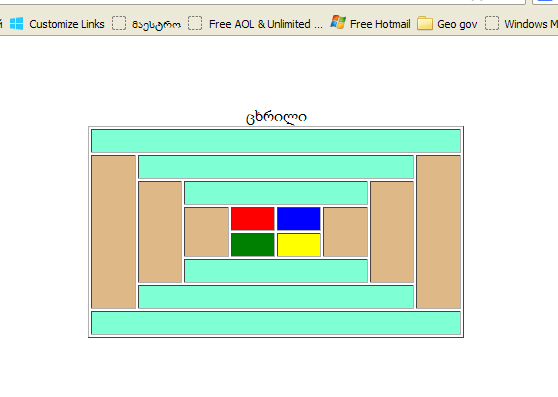 Customize Links მაესტრო Free AOL & Unlimited ... Free Hotmail Geo gov Windows M
ცხრილი